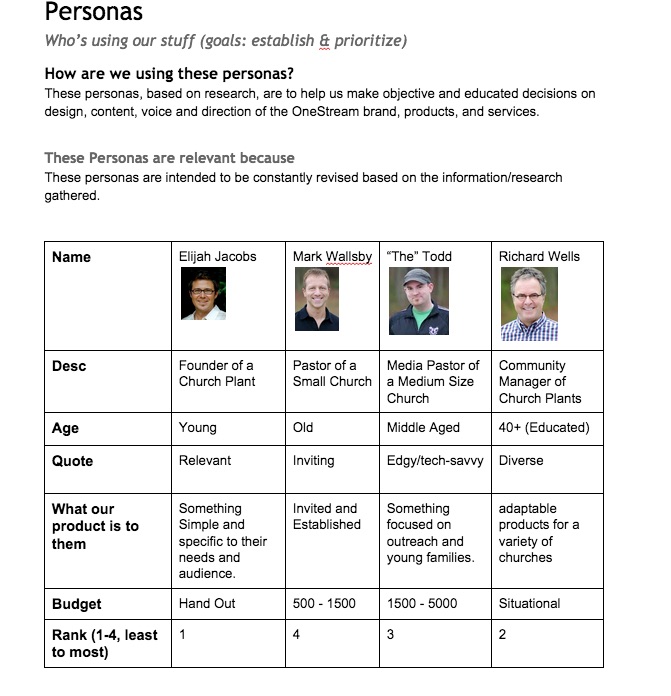 Personas
Who's using our stuff (goals: establish & prioritize)
How are we using these personas?
These personas, based on research, are to help us make objective and educated decisions on
design, content, voice and direction of the OneStream brand, products, and services.
These Personas are relevant because
These personas are intended to be constantly revised based on the information/research
gathered.
Name
Elijah Jacobs
Mark Wallsby
“The” Todd
Richard Wells
Desc
Founder of a
Church Plant
Pastor of a
Small Church
Media Pastor of
a Medium Size
Church
Community
Manager of
Church Plants
Age
Young
Old
Middle Aged
40+ (Educated)
Quote
Relevant
Inviting
Edgy/tech-savvy
Diverse
What our
product is to
them
Something
Simple and
specific to their
needs and
audience.
Invited and
Established
Something
focused on
outreach and
young families.
adaptable
products for a
variety of
churches
Budget
Hand Out
500 - 1500
1500 - 5000
Situational
Rank (1-4, least
to most)
1
4
3
2